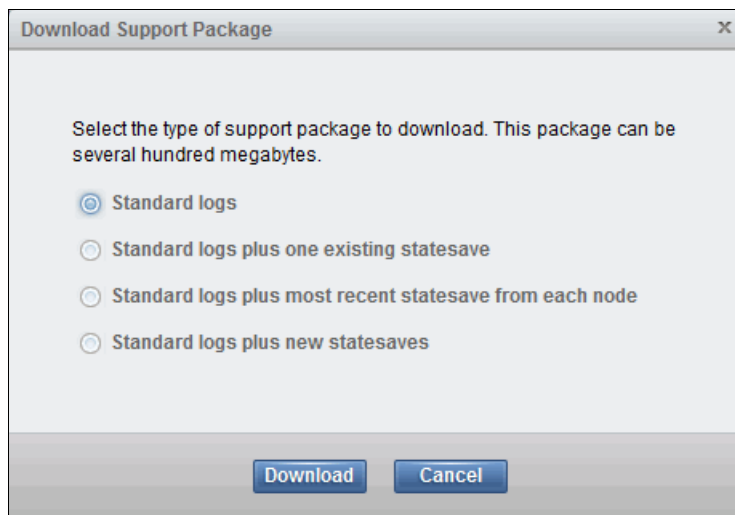 Download Support Package
x
Select the type of support package to download. This package can be
several hundred megabytes.
Standard logs
Standard logs plus one existing statesave
Standard logs plus most recent statesave from each node
Standard logs plus new statesaves
Download
Cancel